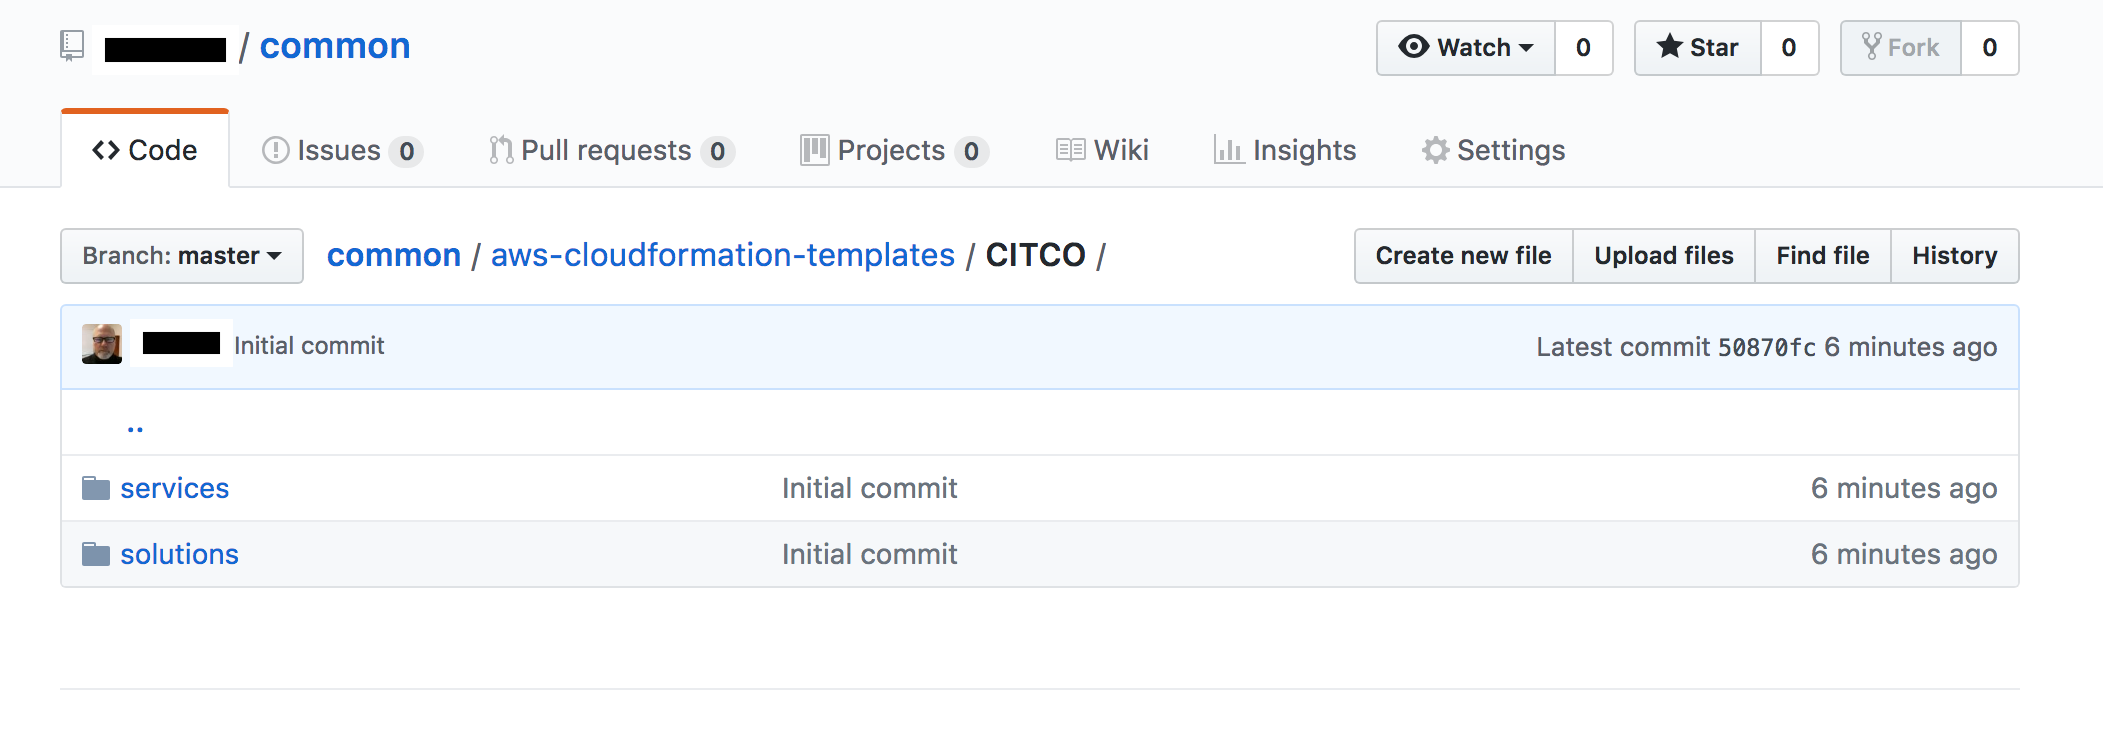 / common
Watch 0 Star 0 Fork 0
Code Issues 0 Pull requests 0 Projects 0 Wiki Insights Settings
Branch: master common / aws-cloudformation-templates / CITCO / Create new file Upload files Find file History
Initial commit Latest commit 50870fc 6 minutes ago
..
services Initial commit 6 minutes ago
solutions Initial commit 6 minutes ago